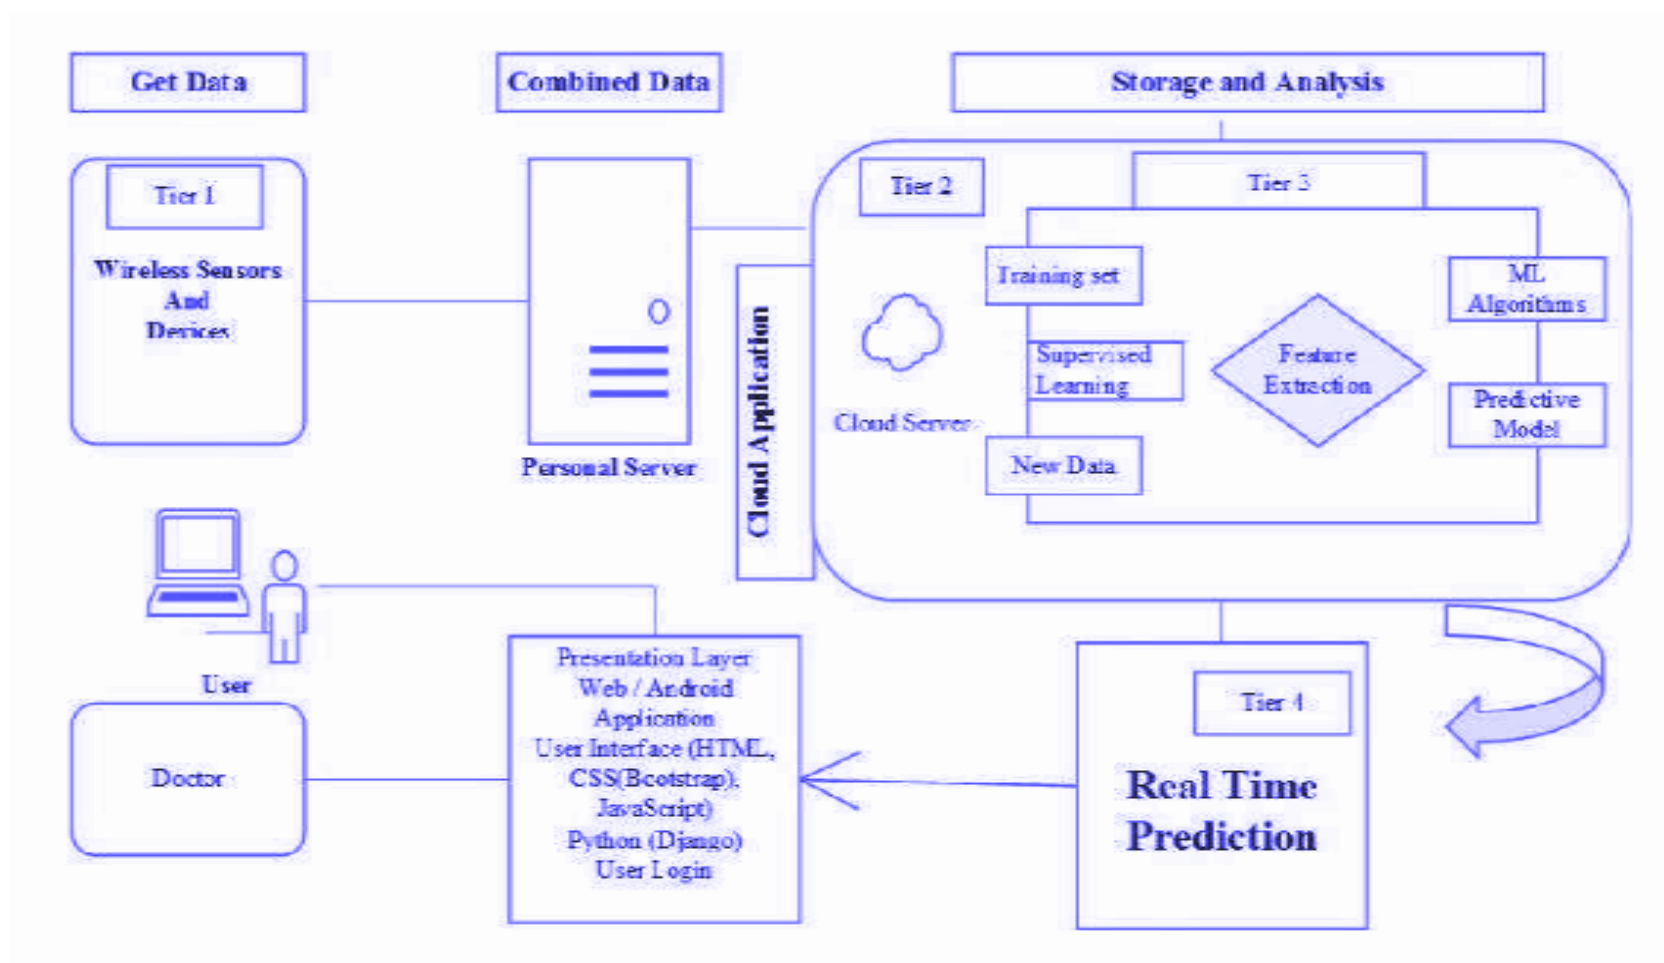 Get Data
Combined Data
Storage and Analysis
Tier 1
Wireless Sensors
And
Devices
Personal Server
Cloud Application
Tier 2
Cloud Server
Tier 3
Training set
Supervised
Learning
New Data
Feature
Extraction
ML
Algorithms
Predictive
Model
User
Doctor
Presentation Layer
Web / Android
Application
User Interface (HTML,
CSS(Bootstrap),
JavaScript)
Python (Django)
User Login
Tier 4
Real Time
Prediction